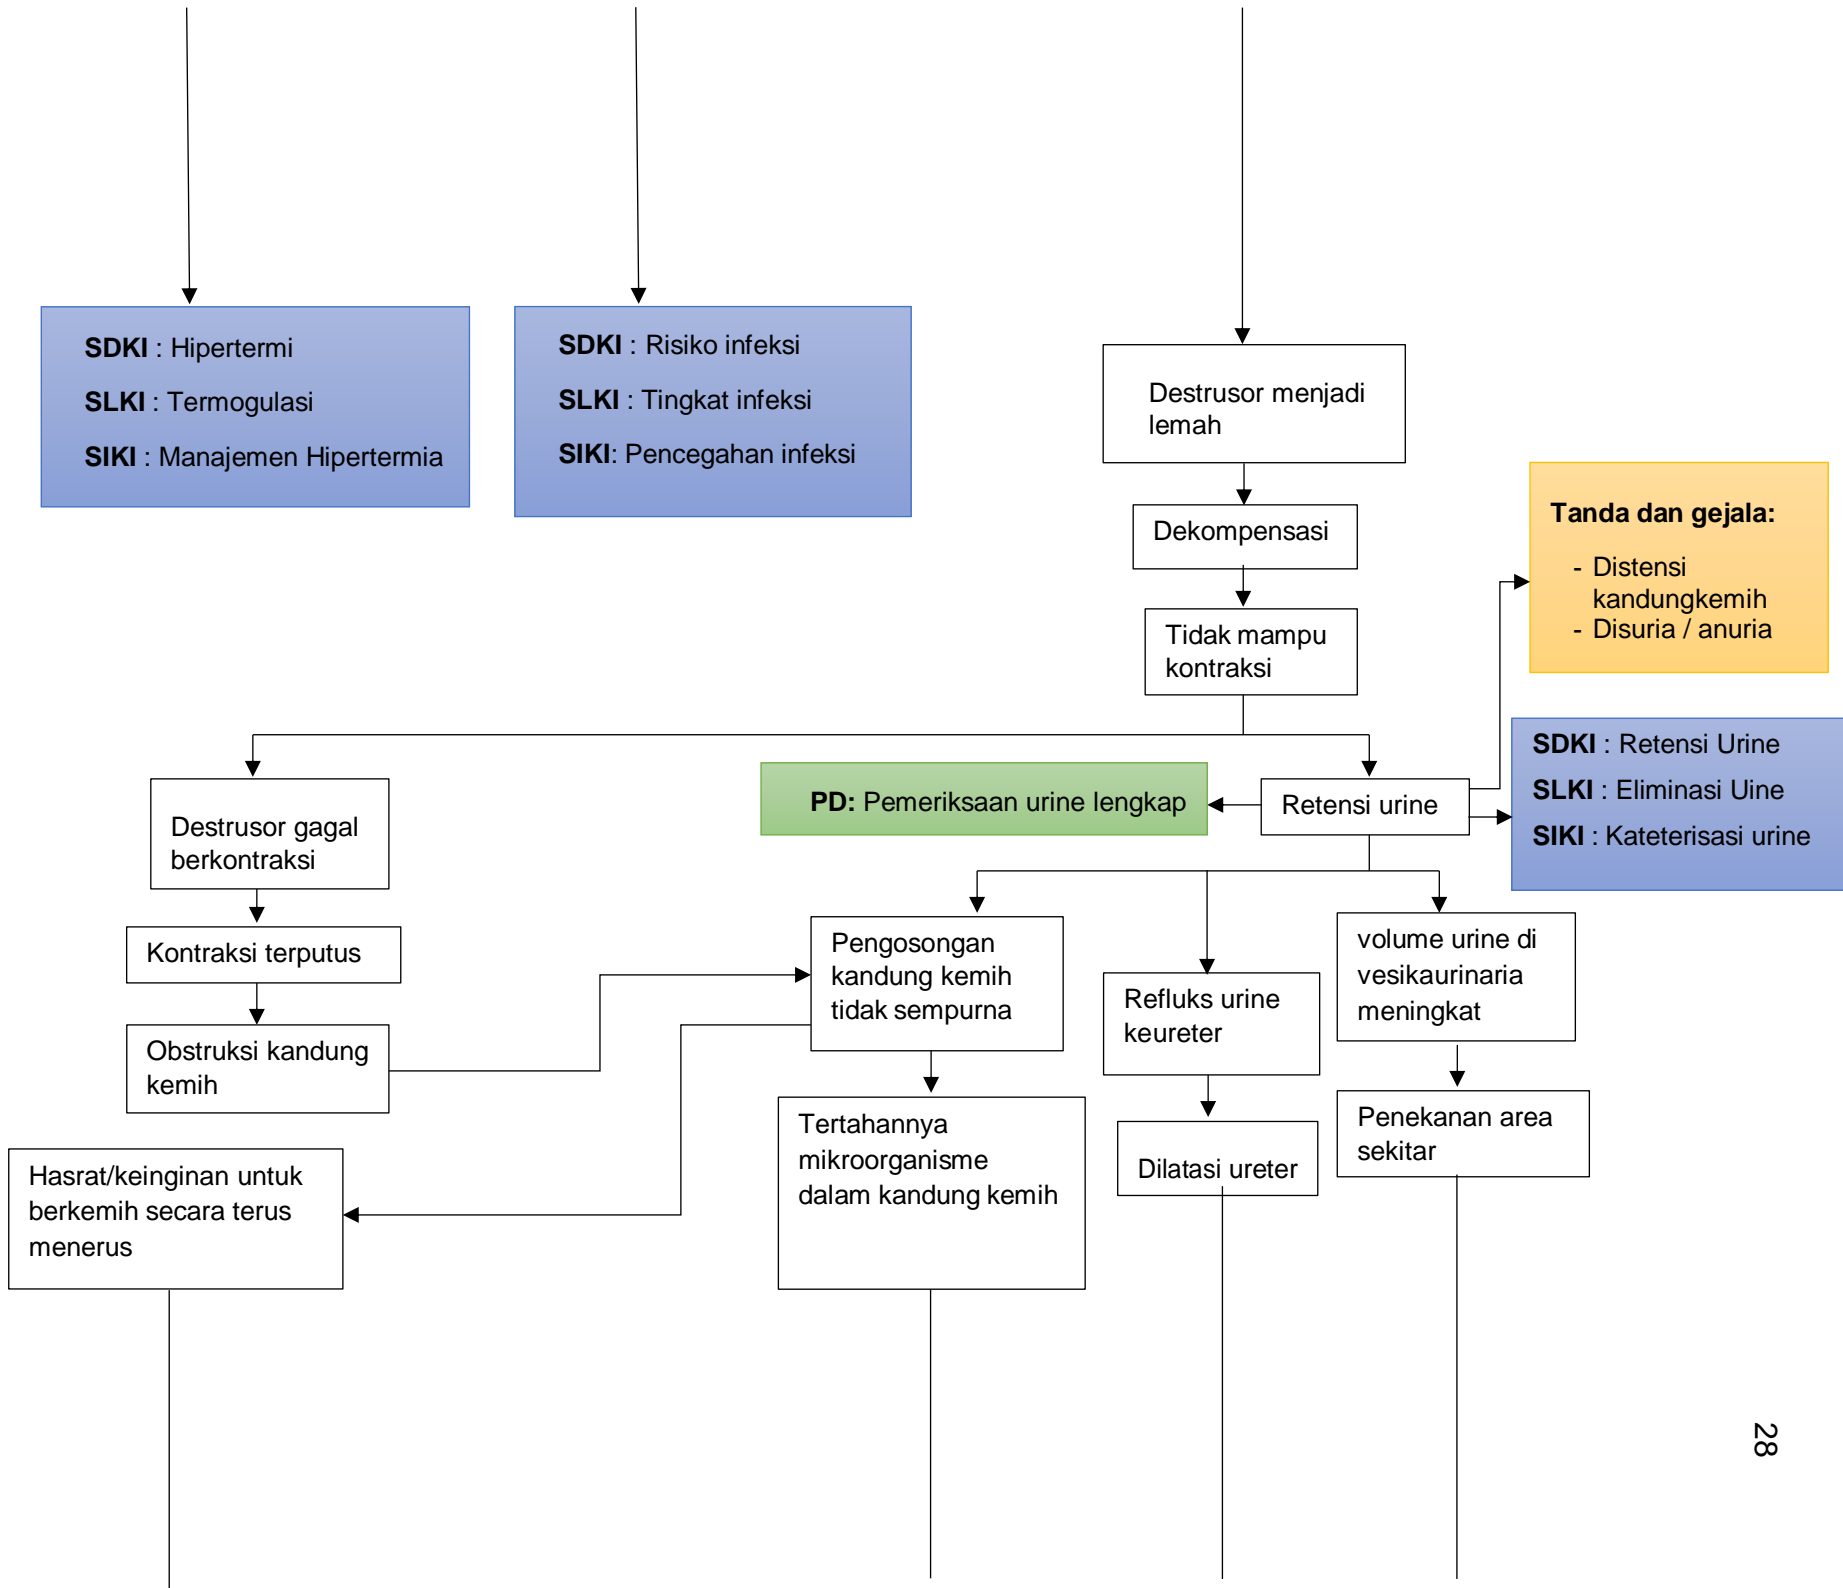 SDKI : Hipertermi
SLKI : Termogulasi
SIKI : Manajemen Hipertermia
SDKI : Risiko infeksi
SLKI : Tingkat infeksi
SIKI: Pencegahan infeksi
Destrusor menjadi
lemah
Dekompensasi
Tidak mampu
kontraksi
Tanda dan gejala:
- Distensi
kandungkemih
- Disuria / anuria
SDKI : Retensi Urine
SLKI : Eliminasi Uine
SIKI : Kateterisasi urine
PD: Pemeriksaan urine lengkap
Retensi urine
Destrusor gagal
berkontraksi
Kontraksi terputus
Obstruksi kandung
kemih
Pengosongan
kandung kemih
tidak sempurna
Refluks urine
keureter
volume urine di
vesikaurinaria
meningkat
Hasrat/keinginan untuk
berkemih secara terus
menerus
Tertahannya
mikroorganisme
dalam kandung kemih
Dilatasi ureter
Penekanan area
sekitar
28